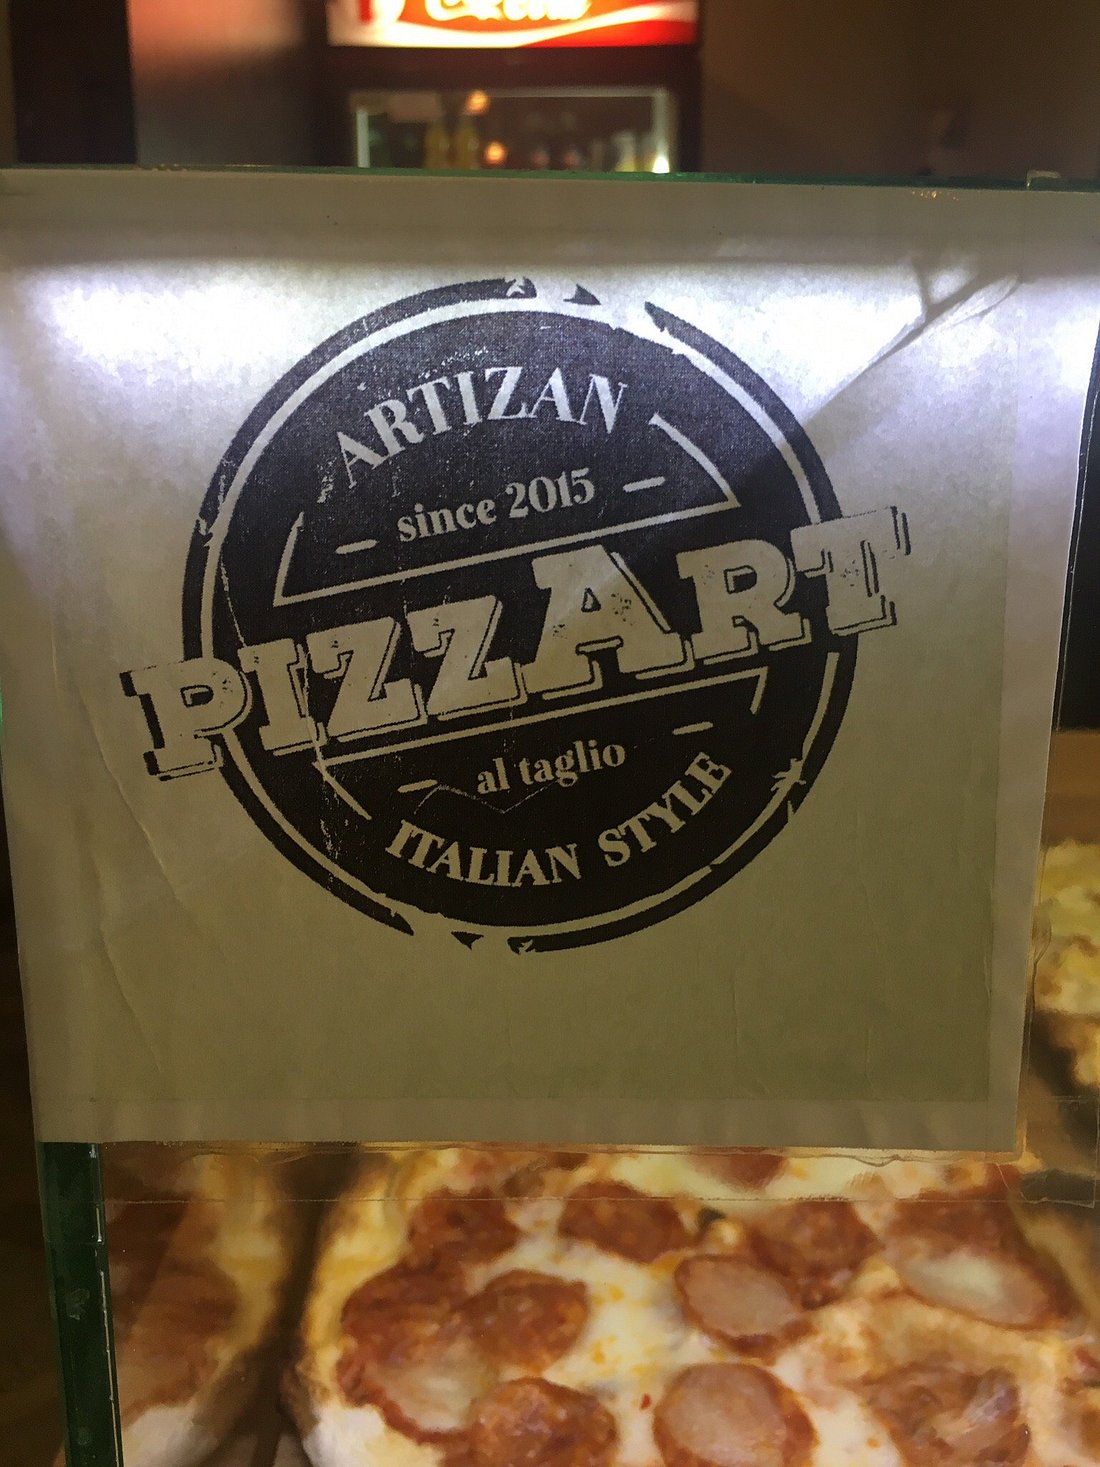 ARTIZAN
since 2015
PIZZART
al taglio
ITALIAN STYLE